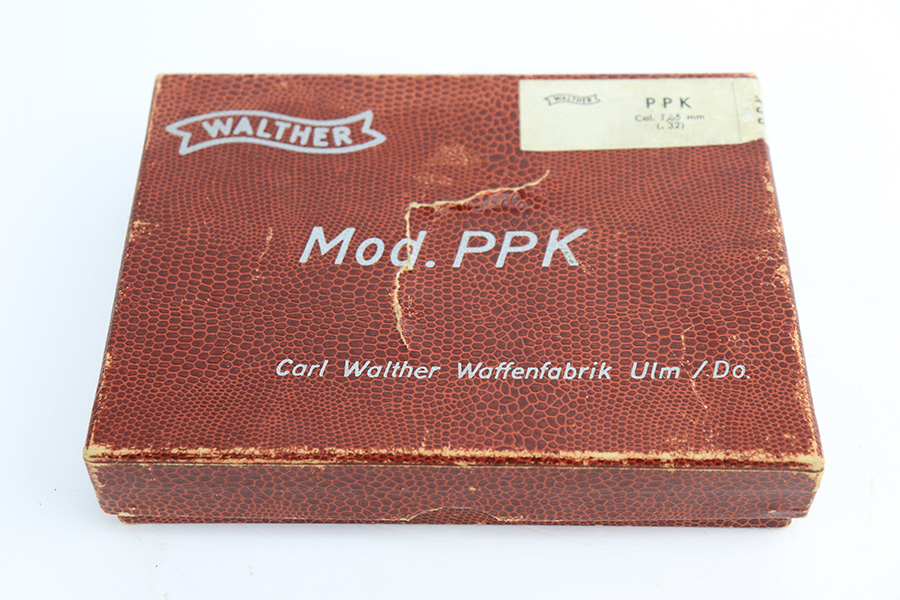 WALTHER
WALTHER
PPK
Cal. 7,65 mm
(.32)
Mod. PPK
Carl Walther Waffenfabrik Ulm / Do.